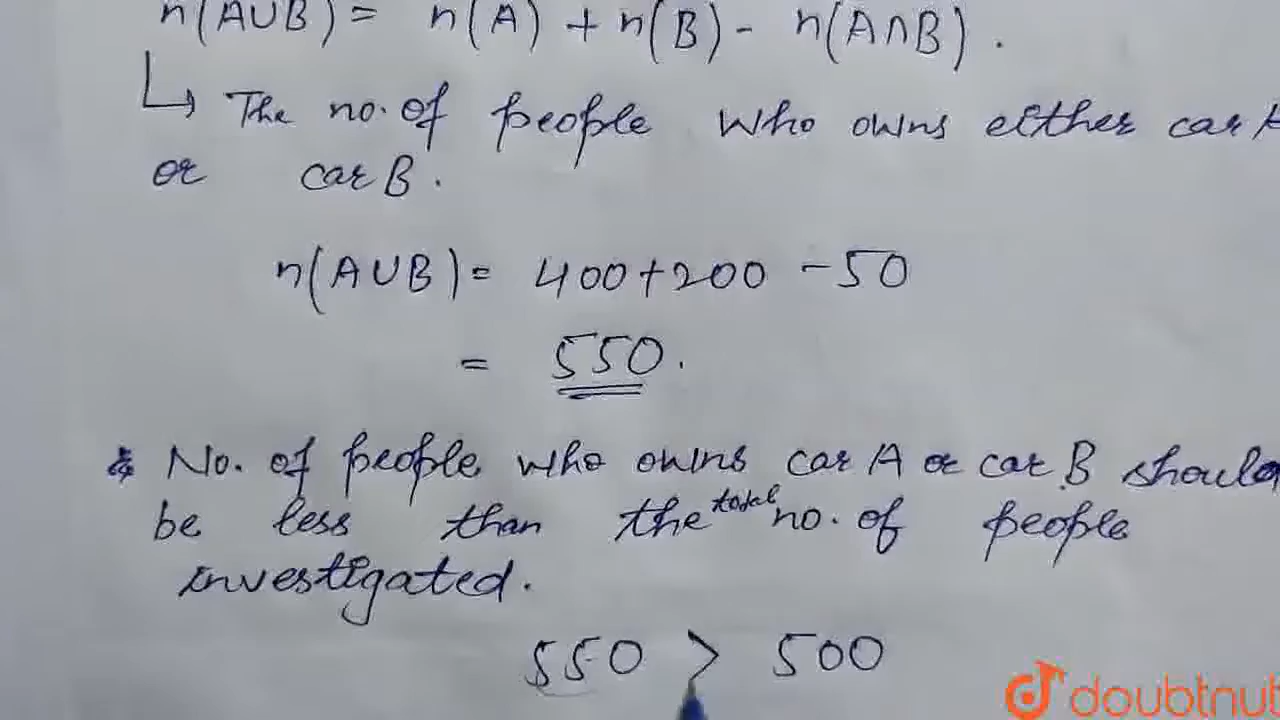 n(A∪B) = n(A) + n(B) - n(A∩B).
↳ The no. of people who owns either car A
or car B.
n(A∪B) = 400+200 -50
= 550.
No. of people who owns car A or car B should
be less than the total no. of people
investigated.
550 > 500
doubtnut